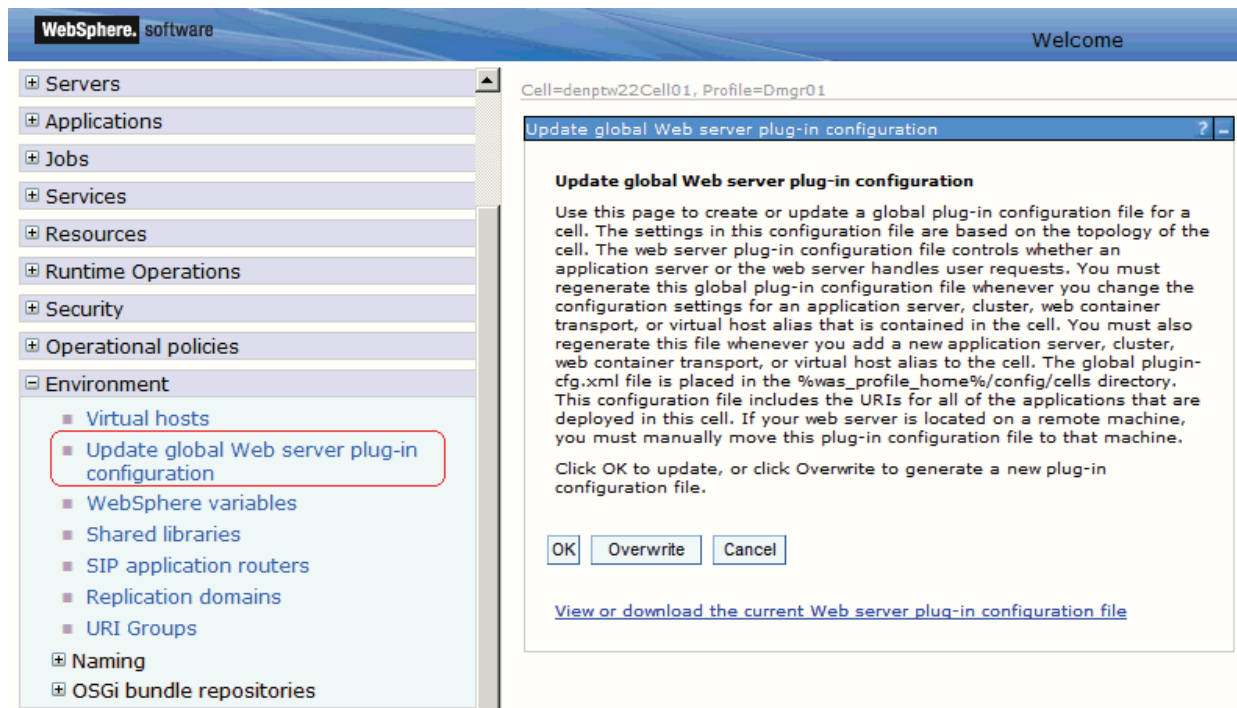 WebSphere. software
Welcome
Servers
Applications
Jobs
Services
Resources
Runtime Operations
Security
Operational policies
Environment
Virtual hosts
Update global Web server plug-in
configuration
WebSphere variables
Shared libraries
SIP application routers
Replication domains
URI Groups
Naming
OSGi bundle repositories
Cell=denptw22Cell01, Profile=Dmgr01
Update global Web server plug-in configuration ? –
Update global Web server plug-in configuration
Use this page to create or update a global plug-in configuration file for a
cell. The settings in this configuration file are based on the topology of the
cell. The web server plug-in configuration file controls whether an
application server or the web server handles user requests. You must
regenerate this global plug-in configuration file whenever you change the
configuration settings for an application server, cluster, web container
transport, or virtual host alias that is contained in the cell. You must also
regenerate this file whenever you add a new application server, cluster,
web container transport, or virtual host alias to the cell. The global plugin-
cfg.xml file is placed in the %was_profile_home%/config/cells directory.
This configuration file includes the URIs for all of the applications that are
deployed in this cell. If your web server is located on a remote machine,
you must manually move this plug-in configuration file to that machine.
Click OK to update, or click Overwrite to generate a new plug-in
configuration file.
OK Overwrite Cancel
View or download the current Web server plug-in configuration file